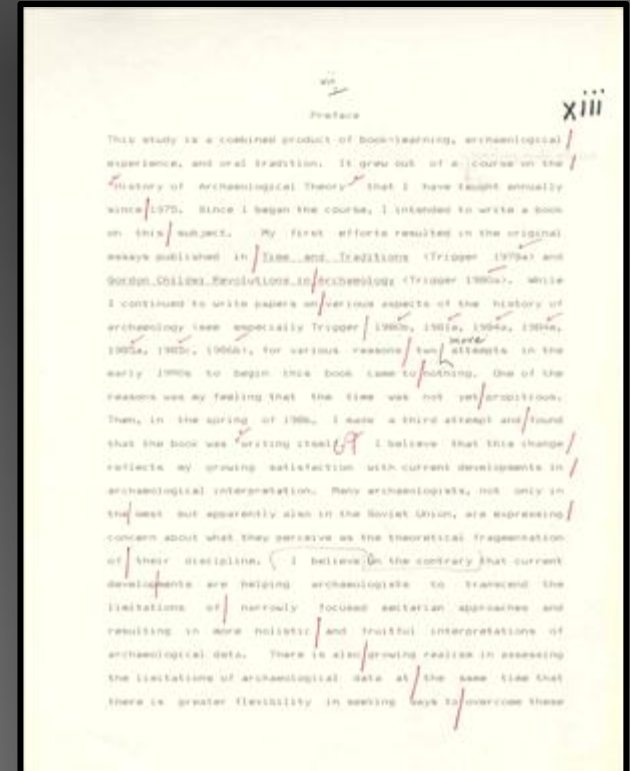 xiii
Preface
This study is a combined product of book-learning, archaeological
experience, and oral tradition. It grew out of a course on the
"History of Archaeological Theory" that I have taught annually
since 1975. Since I began the course, I intended to write a book
on this subject. My first efforts resulted in the original
essays published in Time and Traditions (Trigger 1978a) and
Gordon Childe: Revolutions in Archaeology (Trigger 1980a). While
I continued to write papers on various aspects of the history of
archaeology (see especially Trigger 1980b, 1981a, 1984a, 1984e,
more
1985a, 1985c, 1986b), for various reasons two attempts in the
early 1980s to begin this book came to nothing. One of the
reasons was my feeling that the time was not yet propitious.
Then, in the spring of 1986, I made a third attempt and found
that the book was "writing itself". I believe that this change
reflects my growing satisfaction with current developments in
archaeological interpretation. Many archaeologists, not only in
the west but apparently also in the Soviet Union, are expressing
concern about what they perceive as the theoretical fragmentation
of their discipline. I believe on the contrary that current
developments are helping archaeologists to transcend the
limitations of narrowly focused sectarian approaches and
resulting in more holistic and fruitful interpretations of
archaeological data. There is also growing realism in assessing
the limitations of archaeological data at the same time that
there is greater flexibility in seeking ways to overcome these